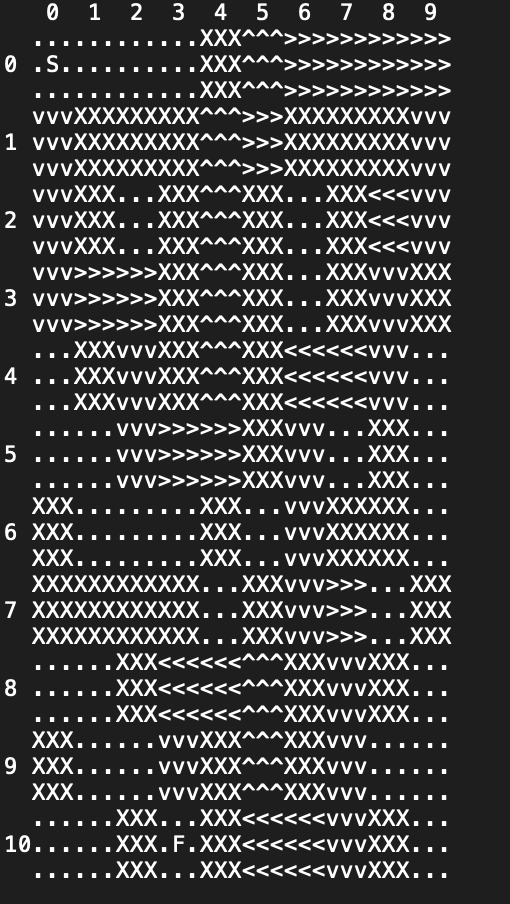 0 1 2 3 4 5 6 7 8 9
............XXX^^^>>>>>>>>>>>>
0 .S..........XXX^^^>>>>>>>>>>>>
............XXX^^^>>>>>>>>>>>>
vvvXXXXXXXXX^^^>>>XXXXXXXXXvvv
1 vvvXXXXXXXXX^^^>>>XXXXXXXXXvvv
vvvXXXXXXXXX^^^>>>XXXXXXXXXvvv
vvvXXX...XXX^^^XXX...XXX<<<vvv
2 vvvXXX...XXX^^^XXX...XXX<<<vvv
vvvXXX...XXX^^^XXX...XXX<<<vvv
vvv>>>>>>XXX^^^XXX...XXXvvvXXX
3 vvv>>>>>>XXX^^^XXX...XXXvvvXXX
vvv>>>>>>XXX^^^XXX...XXXvvvXXX
...XXXvvvXXX^^^XXX<<<<<<vvv...
4 ...XXXvvvXXX^^^XXX<<<<<<vvv...
...XXXvvvXXX^^^XXX<<<<<<vvv...
......vvv>>>>>>XXXvvv...XXX...
5 ......vvv>>>>>>XXXvvv...XXX...
......vvv>>>>>>XXXvvv...XXX...
XXX.........XXX...vvvXXXXXX...
6 XXX.........XXX...vvvXXXXXX...
XXX.........XXX...vvvXXXXXX...
XXXXXXXXXXXX...XXXvvv>>>...XXX
7 XXXXXXXXXXXX...XXXvvv>>>...XXX
XXXXXXXXXXXX...XXXvvv>>>...XXX
......XXX<<<<<<^^^XXXvvvXXX...
8 ......XXX<<<<<<^^^XXXvvvXXX...
......XXX<<<<<<^^^XXXvvvXXX...
XXX......vvvXXX^^^XXXvvv......
9 XXX......vvvXXX^^^XXXvvv......
XXX......vvvXXX^^^XXXvvv......
......XXX...XXX<<<<<<vvvXXX...
10......XXX.F.XXX<<<<<<vvvXXX...
......XXX...XXX<<<<<<vvvXXX...